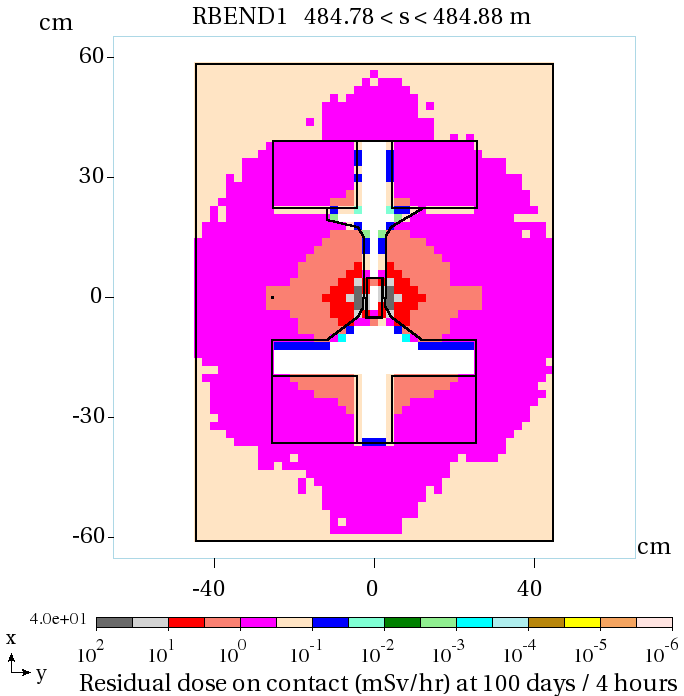 cm RBEND1 484.78 < s < 484.88 m
60
30
0
-30
-60
cm
-40 0 40
4.0e+01
10² 10¹ 10⁰ 10⁻¹ 10⁻² 10⁻³ 10⁻⁴ 10⁻⁵ 10⁻⁶
x
y
Residual dose on contact (mSv/hr) at 100 days / 4 hours